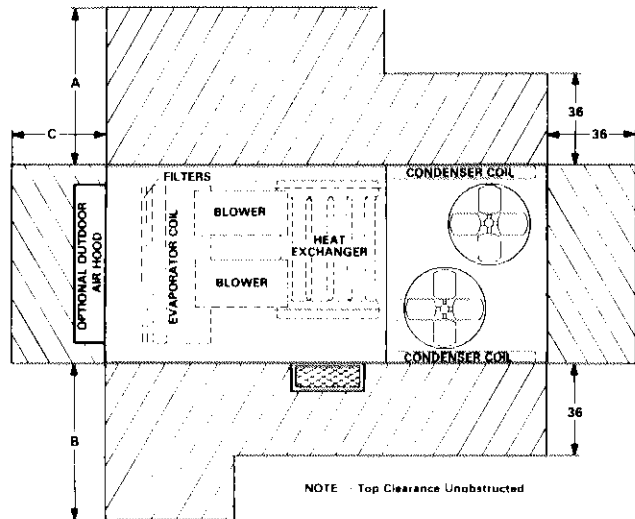 A
36
C
36
CONDENSER COIL
FILTERS
BLOWER
OPTIONAL OUTDOOR
AIR HOOD
EVAPORATOR COIL
HEAT
EXCHANGER
BLOWER
CONDENSER COIL
B
36
NOTE - Top Clearance Unobstructed